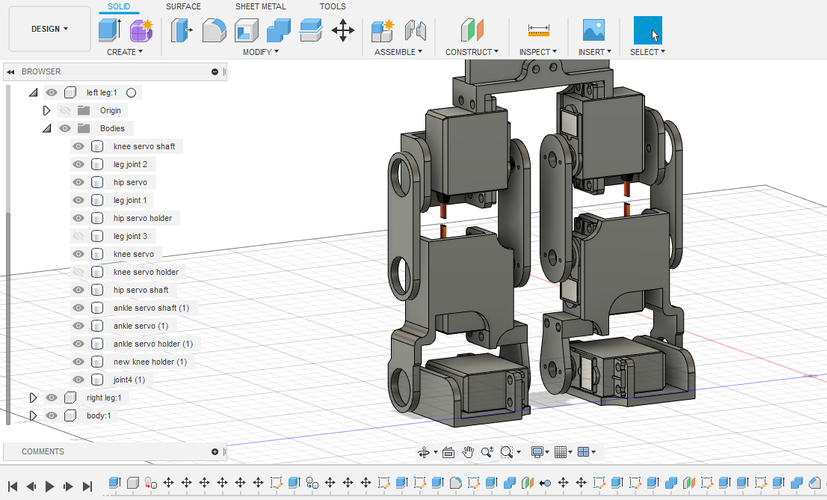 SOLID SURFACE SHEET METAL TOOLS
DESIGN
CREATE MODIFY ASSEMBLE CONSTRUCT INSPECT INSERT SELECT
BROWSER
left leg:1
Origin
Bodies
knee servo shaft
leg joint 2
hip servo
leg joint 1
hip servo holder
leg joint 3
knee servo
knee servo holder
hip servo shaft
ankle servo shaft (1)
ankle servo (1)
ankle servo holder (1)
new knee holder (1)
joint4 (1)
right leg:1
body:1
COMMENTS